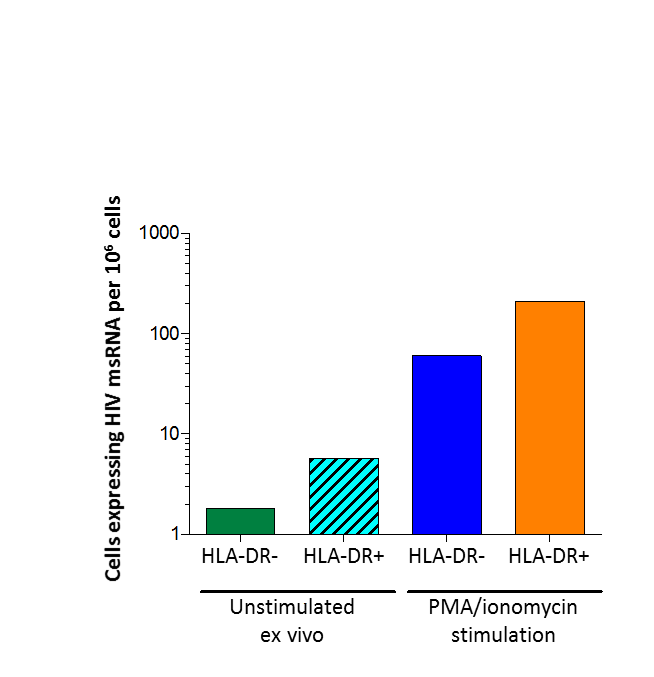 Cells expressing HIV msRNA per 10⁶ cells
1000
100
10
1
HLA-DR- HLA-DR+ HLA-DR- HLA-DR+
Unstimulated PMA/ionomycin
ex vivo stimulation